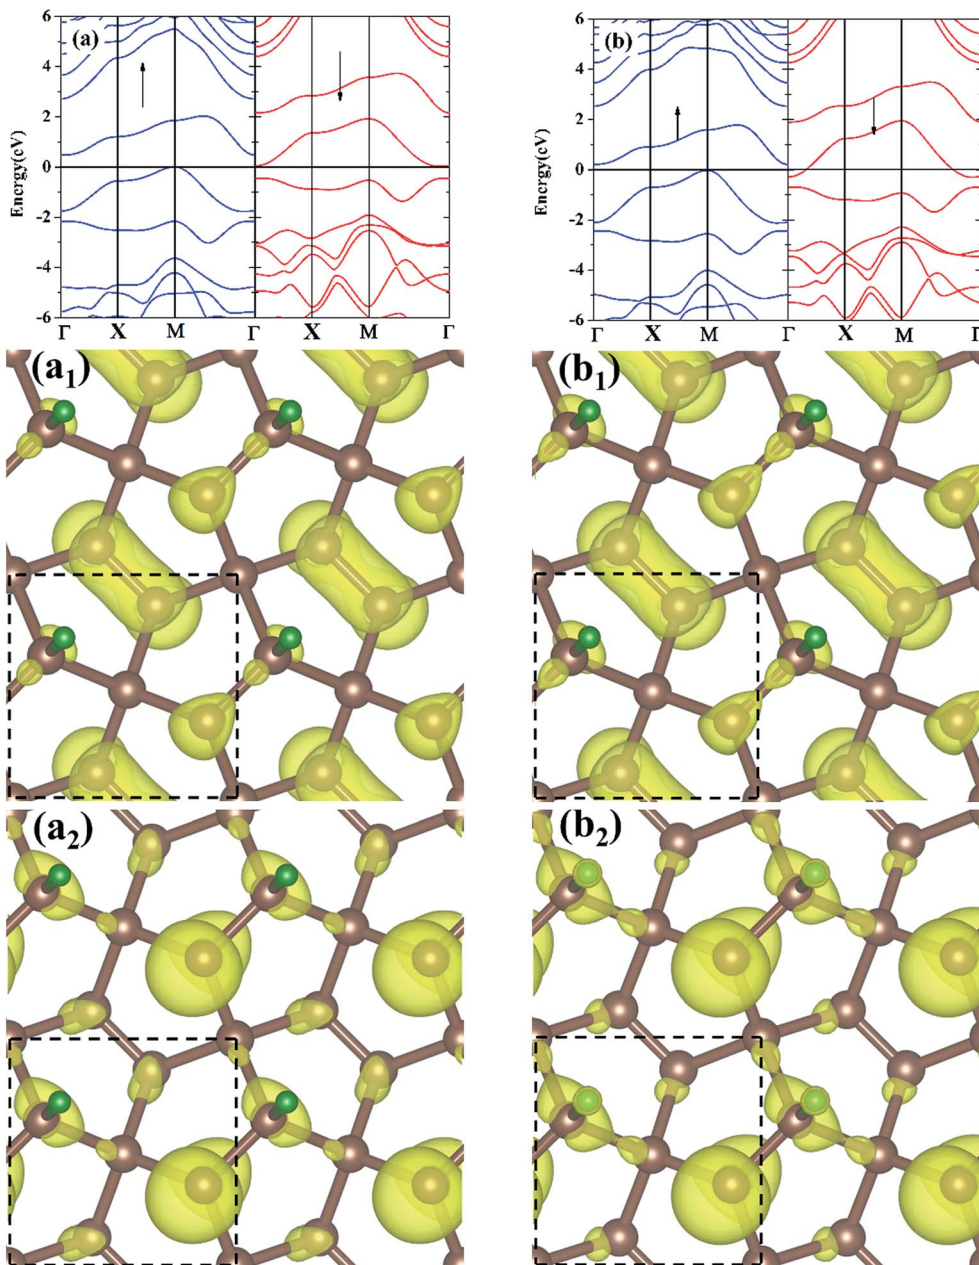 (a)
(b)
Energy(eV)
6
4
2
0
-2
-4
-6
Γ X M X M Γ
Energy(eV)
6
4
2
0
-2
-4
-6
Γ X M X M Γ
(a1)
(b1)
(a2)
(b2)